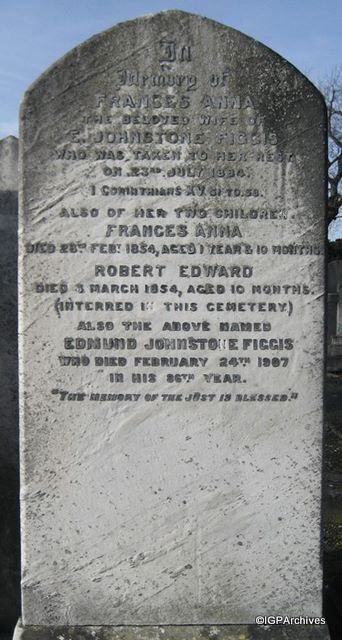 In
Memory of
FRANCES ANNA
THE BELOVED WIFE OF
E. JOHNSTONE FIGGIS
WHO WAS TAKEN TO HER REST
ON 23RD JULY 1894.
1 CORINTHIANS XV. 51 TO 58.
ALSO OF HER TWO CHILDREN.
FRANCES ANNA
DIED 28TH FEBY 1854, AGED 1 YEAR & 10 MONTHS.
ROBERT EDWARD
DIED MARCH 1854, AGED 10 MONTHS.
(INTERRED IN THIS CEMETERY)
ALSO THE ABOVE NAMED
EDMUND JOHNSTONE FIGGIS
WHO DIED FEBRUARY 24TH 1907
IN HIS 86TH YEAR.
"THE MEMORY OF THE JUST IS BLESSED."
©IGPArchives